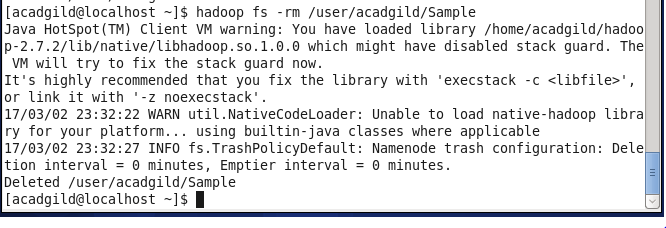 [acadgild@localhost ~]$ hadoop fs -rm /user/acadgild/Sample
Java HotSpot(TM) Client VM warning: You have loaded library /home/acadgild/hadoo
p-2.7.2/lib/native/libhadoop.so.1.0.0 which might have disabled stack guard. The
 VM will try to fix the stack guard now.
It's highly recommended that you fix the library with 'execstack -c <libfile>',
or link it with '-z noexecstack'.
17/03/02 23:32:22 WARN util.NativeCodeLoader: Unable to load native-hadoop libra
ry for your platform... using builtin-java classes where applicable
17/03/02 23:32:27 INFO fs.TrashPolicyDefault: Namenode trash configuration: Dele
tion interval = 0 minutes, Emptier interval = 0 minutes.
Deleted /user/acadgild/Sample
[acadgild@localhost ~]$